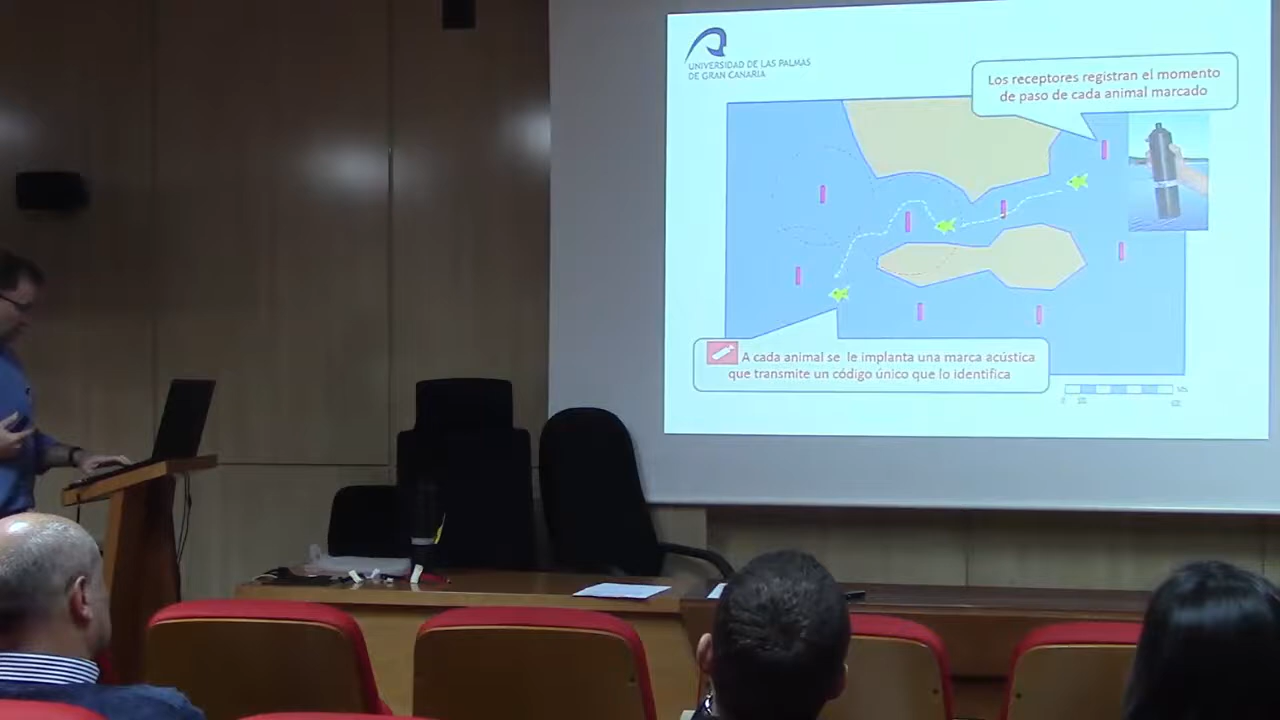 UNIVERSIDAD DE LAS PALMAS
DE GRAN CANARIA
Los receptores registran el momento
de paso de cada animal marcado
A cada animal se le implanta una marca acústica
que transmite un código único que lo identifica